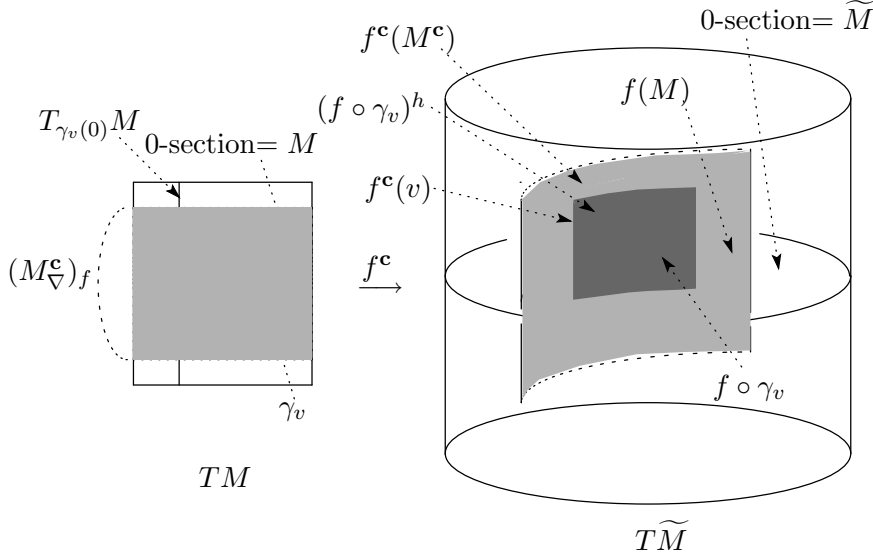 0-section= $\widetilde{M}$
$f^{\mathbf{c}}(M^{\mathbf{c}})$
$f(M)$
$(f \circ \gamma_v)^h$
$T_{\gamma_v(0)}M$
0-section= $M$
$f^{\mathbf{c}}(v)$
$(M^{\mathbf{c}}_{\nabla})_f$
$f^{\mathbf{c}}$
$f \circ \gamma_v$
$\gamma_v$
$TM$
$T\widetilde{M}$